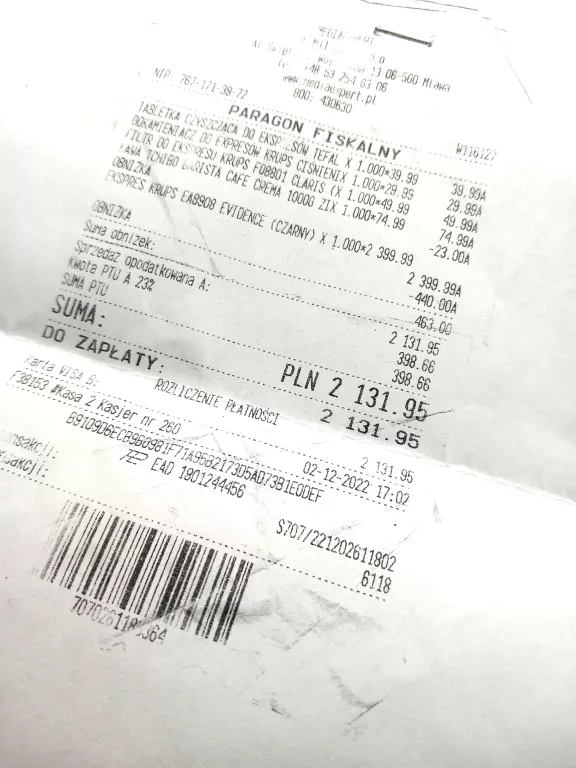 06-500 Mława
www.mediaexpert.pl
BDO: 430630
NIP 767-171-39-72 W116127
PARAGON FISKALNY
TABLETKA CZYSZCZĄCA DO EKSPRESÓW TEFAL X 1.000*39.99 39.99A
ODKAMIENIACZ DO EKSPRESÓW KRUPS CIŚNIENIX 1.000*29.99 29.99A
FILTR DO EKSPRESU KRUPS F08801 CLARIS (X 1.000*49.99 49.99A
KAWA TCHIBO BARISTA CAFE CREMA 1000G ZIX 1.000*74.99 74.99A
OBNIŻKA -23.00A
EKSPRES KRUPS EA8908 EVIDENCE (CZARNY) X 1.000*2 399.99 2 399.99A
OBNIŻKA -440.00A
Suma obniżek: 463.00
Sprzedaż opodatkowana A: 2 131.95
Kwota PTU A 23% 398.66
SUMA PTU 398.66
SUMA: PLN 2 131.95
DO ZAPŁATY: 2 131.95
ROZLICZENIE PŁATNOŚCI
Karta VISA B: 2 131.95
#Kasa 2 Kasjer nr 260 02-12-2022 17:02
EAD 1901244456
S707/221202611802
6118